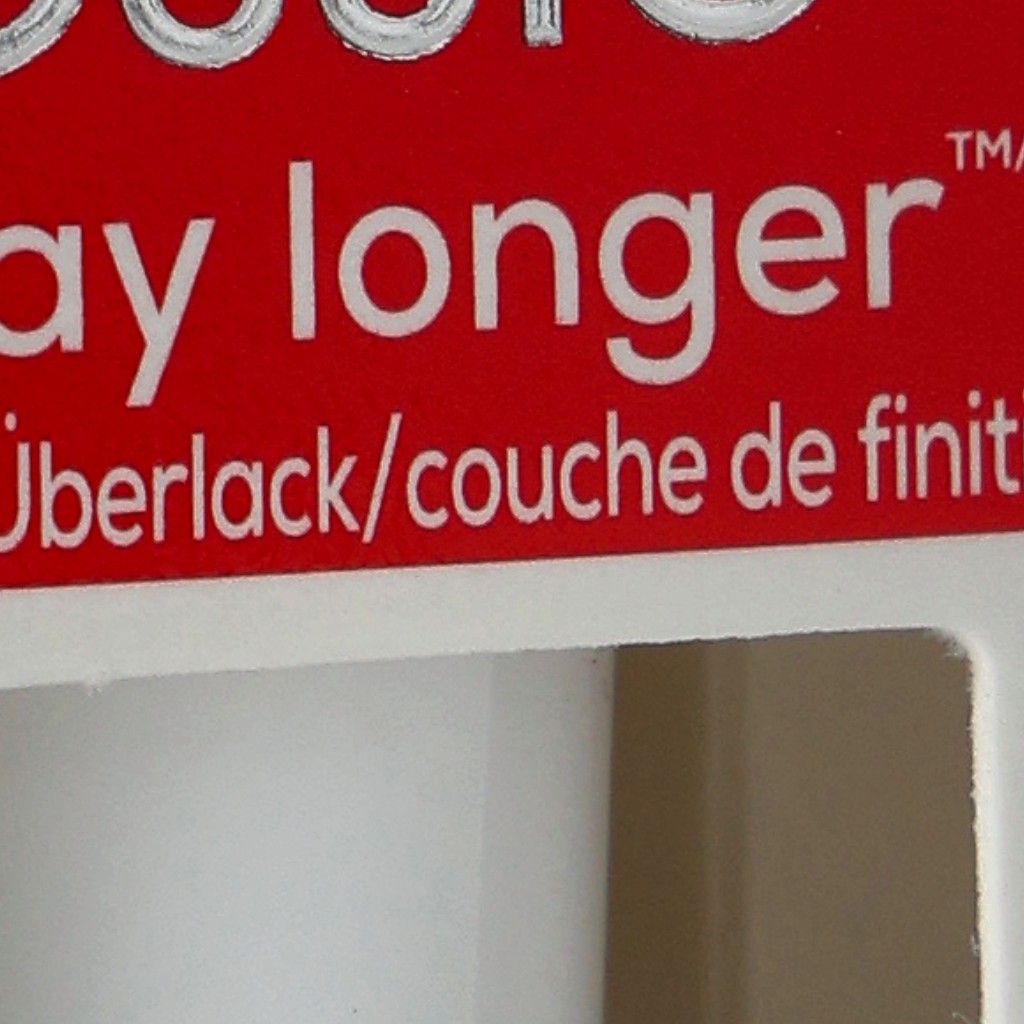 ay longer™/
Überlack/couche de finiti